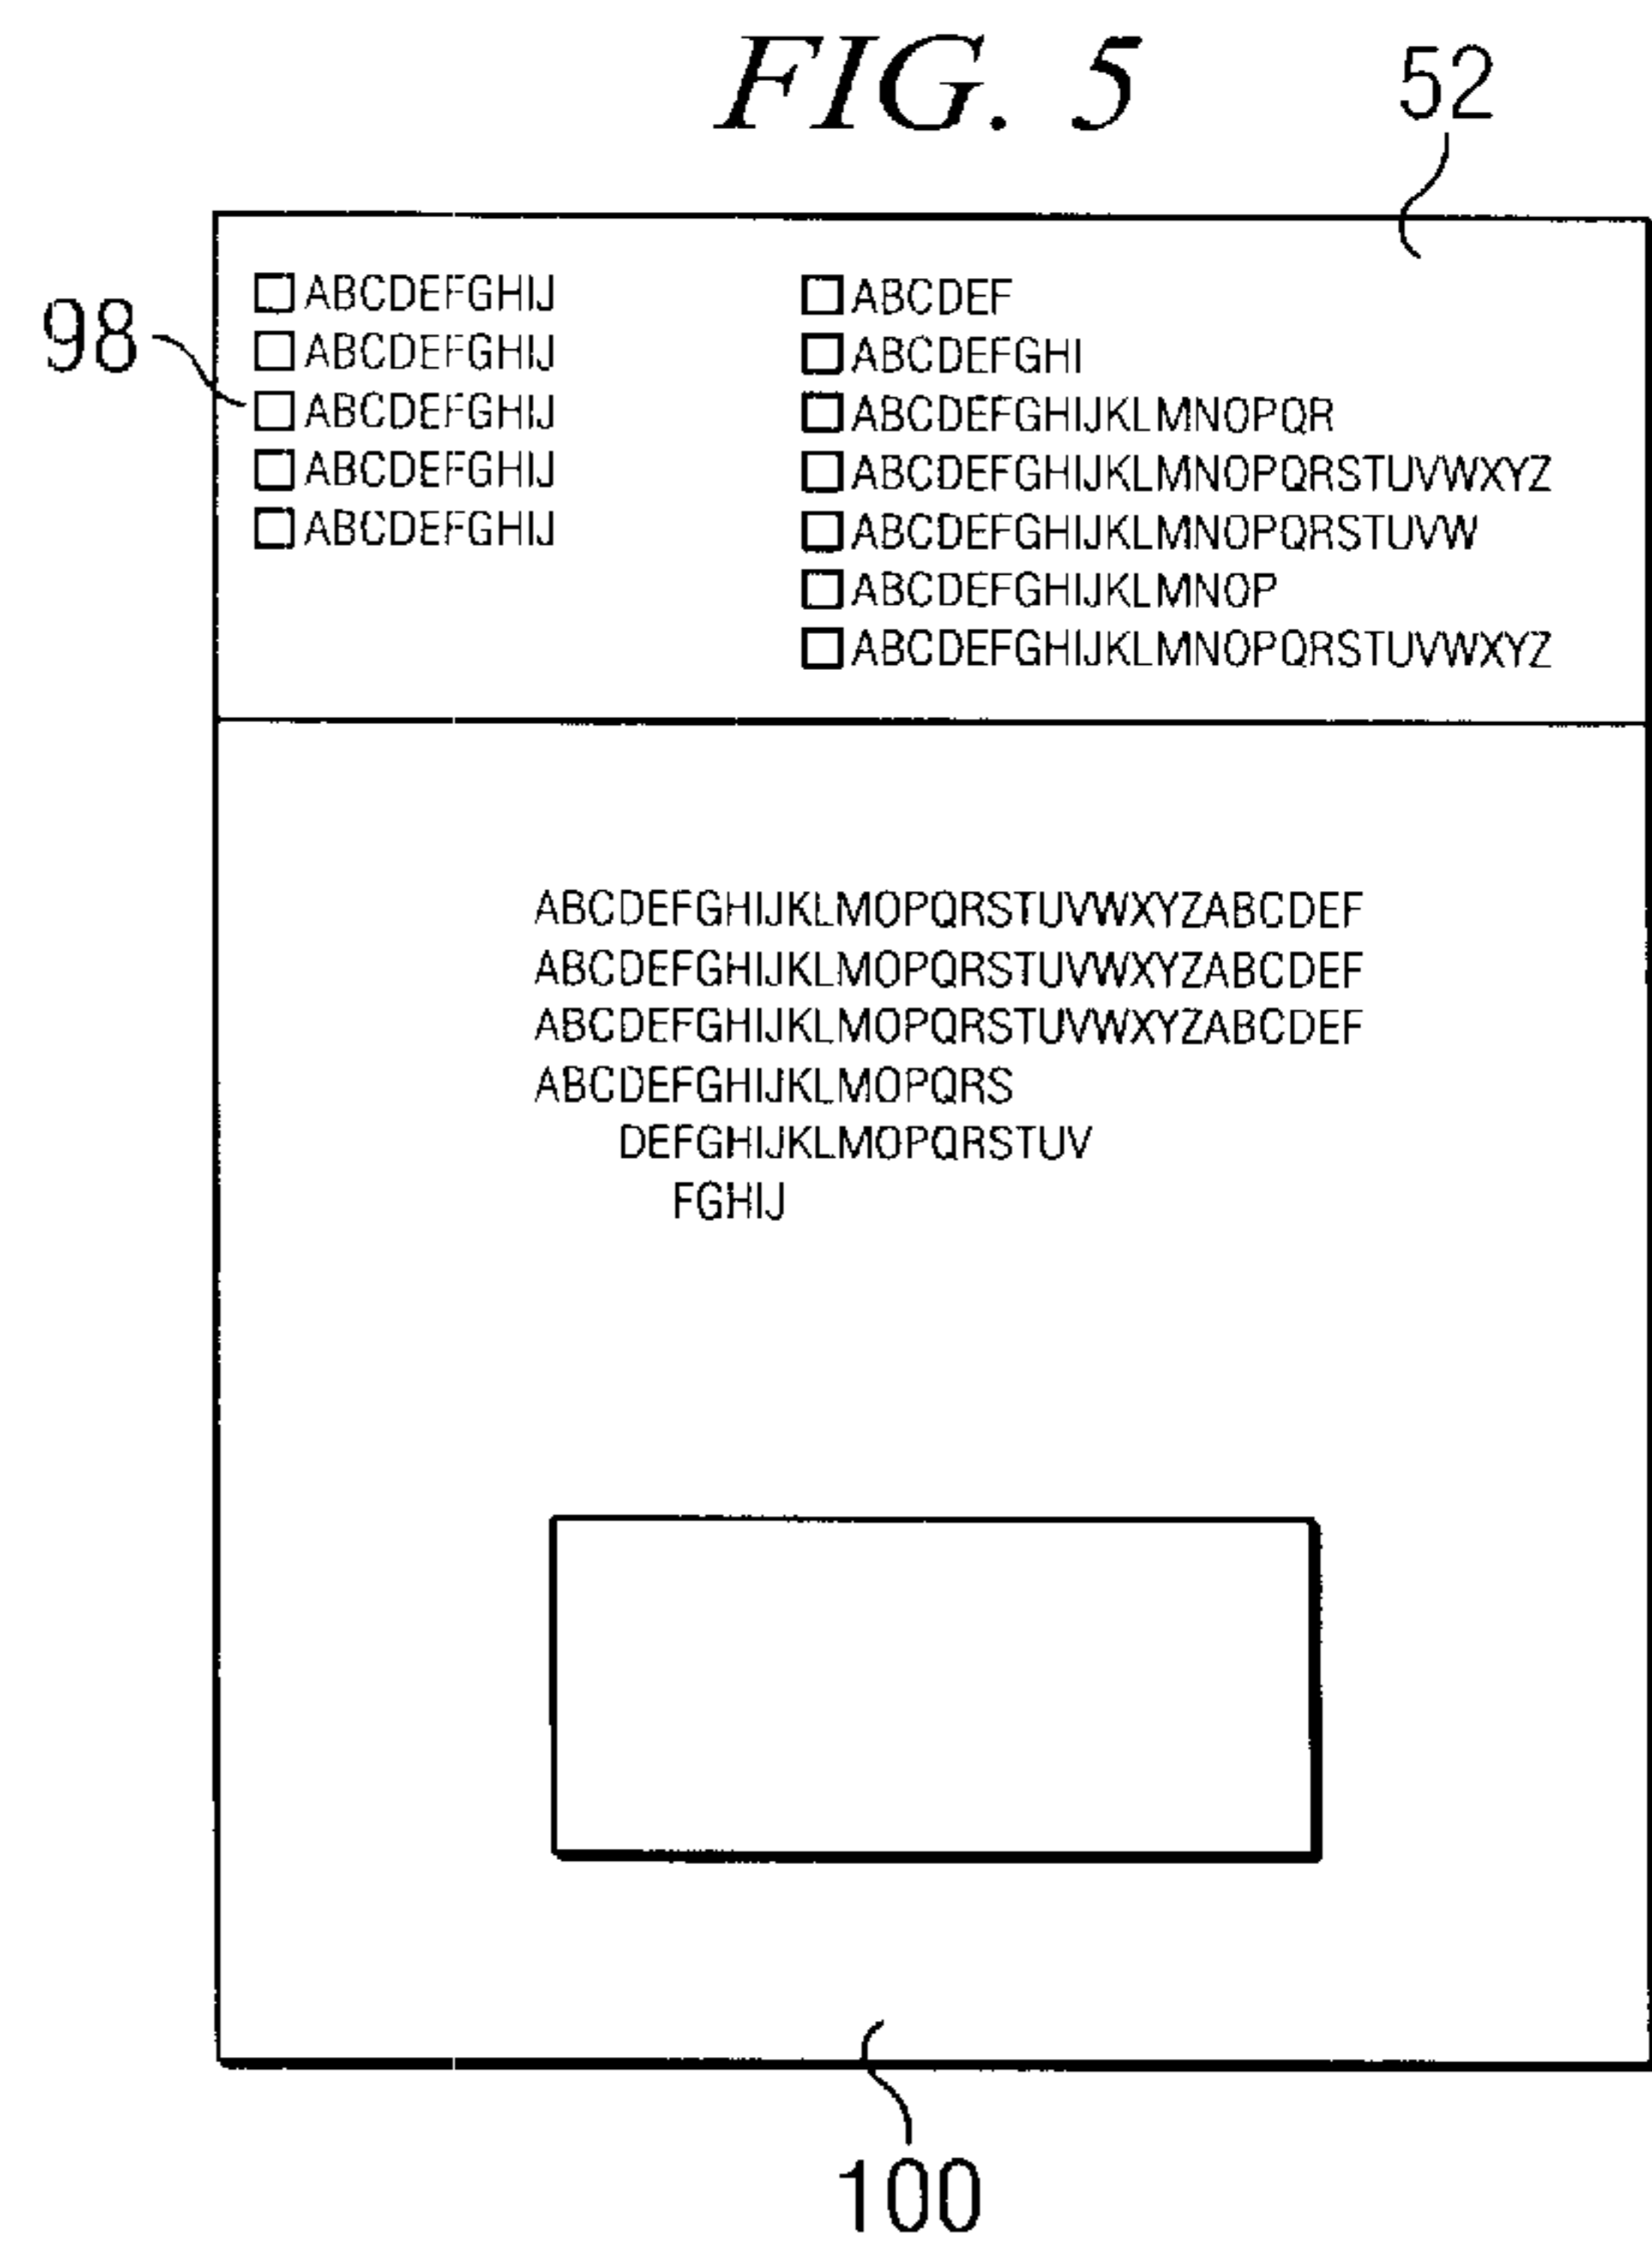 FIG. 5
52
98
ABCDEFGHIJ
ABCDEFGHIJ
ABCDEFGHIJ
ABCDEFGHIJ
ABCDEFGHIJ
ABCDEF
ABCDEFGHI
ABCDEFGHIJKLMNOPQR
ABCDEFGHIJKLMNOPQRSTUVWXYZ
ABCDEFGHIJKLMNOPQRSTUVW
ABCDEFGHIJKLMNOP
ABCDEFGHIJKLMNOPQRSTUVWXYZ
ABCDEFGHIJKLMOPQRSTUVWXYZABCDEF
ABCDEFGHIJKLMOPQRSTUVWXYZABCDEF
ABCDEFGHIJKLMOPQRSTUVWXYZABCDEF
ABCDEFGHIJKLMOPQRS
DEFGHIJKLMOPQRSTUV
FGHIJ
100